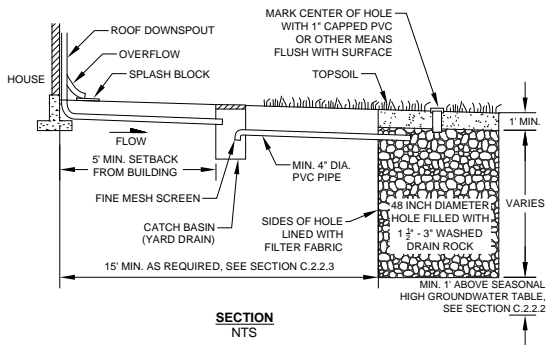 ROOF DOWNSPOUT
OVERFLOW
HOUSE
SPLASH BLOCK
MARK CENTER OF HOLE
WITH 1" CAPPED PVC
OR OTHER MEANS
FLUSH WITH SURFACE
TOPSOIL
1' MIN.
FLOW
5' MIN. SETBACK
FROM BUILDING
MIN. 4" DIA.
PVC PIPE
FINE MESH SCREEN
CATCH BASIN
(YARD DRAIN)
SIDES OF HOLE
LINED WITH
FILTER FABRIC
48 INCH DIAMETER
HOLE FILLED WITH
1 1/2" - 3" WASHED
DRAIN ROCK
VARIES
15' MIN. AS REQUIRED, SEE SECTION C.2.2.3
MIN. 1' ABOVE SEASONAL
HIGH GROUNDWATER TABLE,
SEE SECTION C.2.2.2
SECTION
NTS